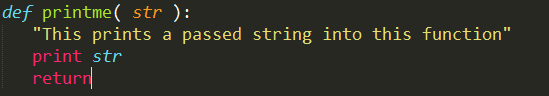 def printme( str ):
   "This prints a passed string into this function"
   print str
   return